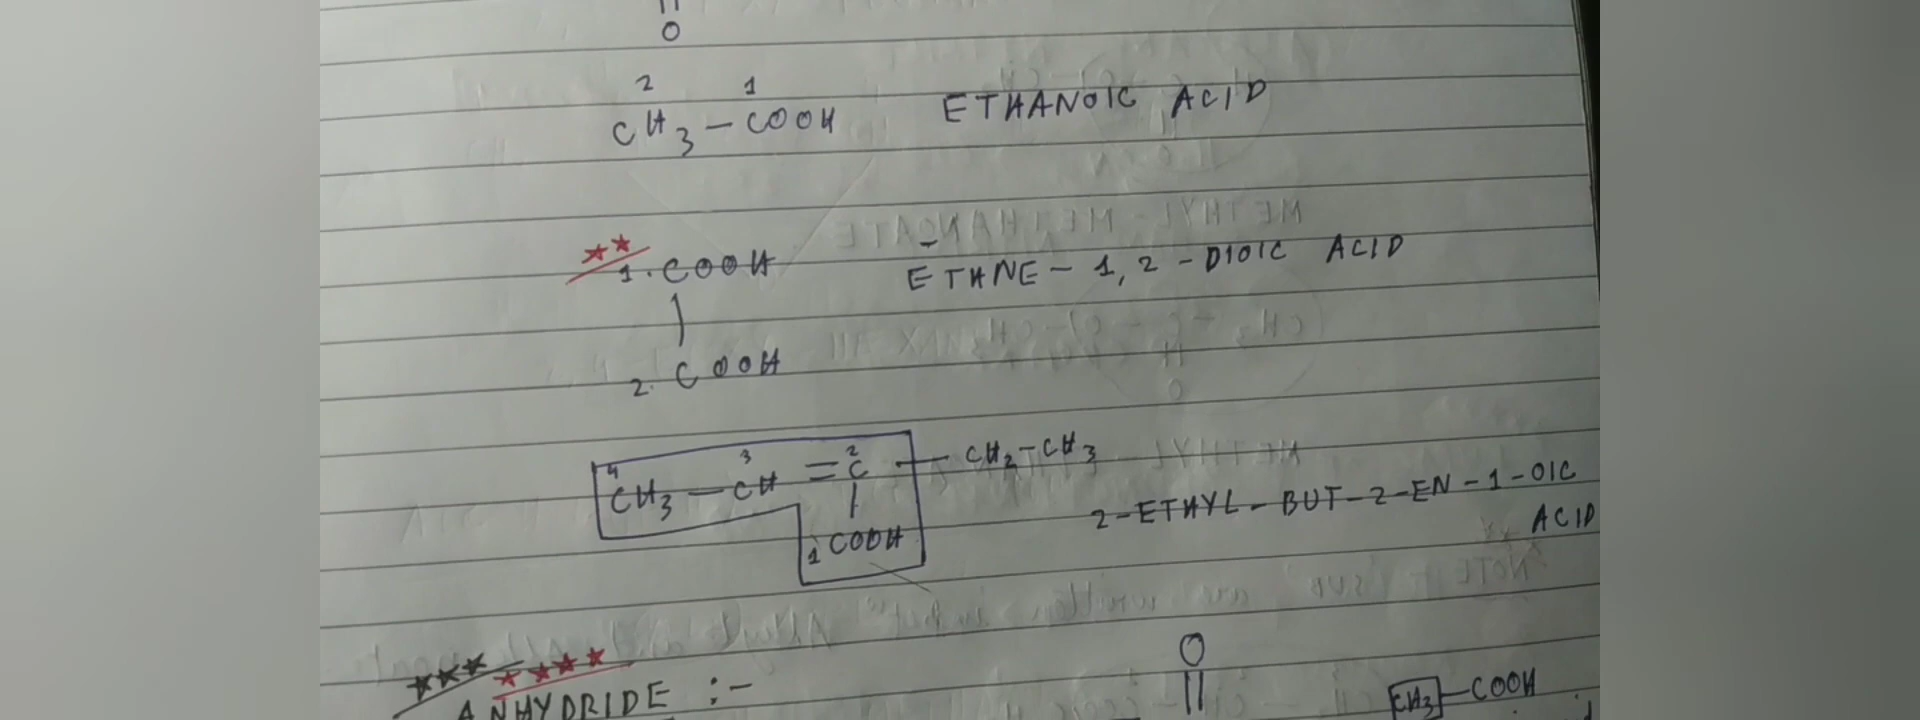 O
2 1
CH3 – COOH ETHANOIC ACID
** 1. COOH ETHNE – 1, 2 – DIOIC ACID
|
2. COOH
4 3 2
CH3 – CH = C – CH2 – CH3
|
1 COOH 2 – ETHYL – BUT – 2 – EN – 1 – OIC
ACID
*** ****
ANHYDRIDE :-
O
||
CH3 – COOH